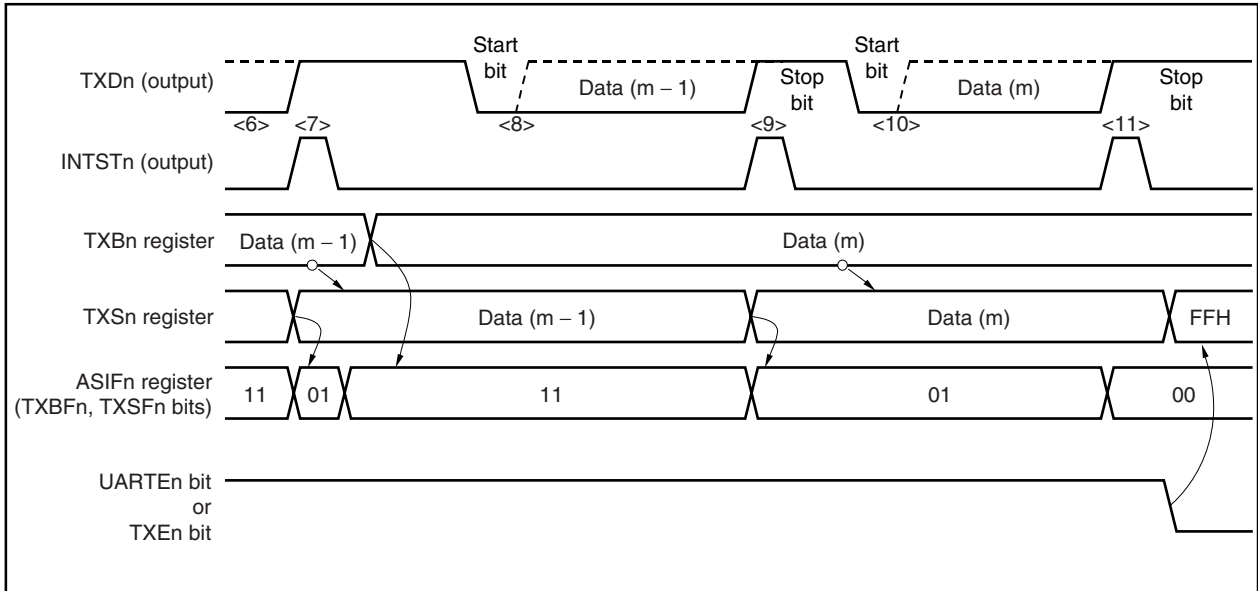 Start
bit
Start
bit
TXDn (output)
Data (m – 1)
Stop
bit
Data (m)
Stop
bit
<6>
<7>
<8>
<9>
<10>
<11>
INTSTn (output)
TXBn register
Data (m – 1)
Data (m)
TXSn register
Data (m – 1)
Data (m)
FFH
ASIFn register
(TXBFn, TXSFn bits)
11
01
11
01
00
UARTEn bit
or
TXEn bit